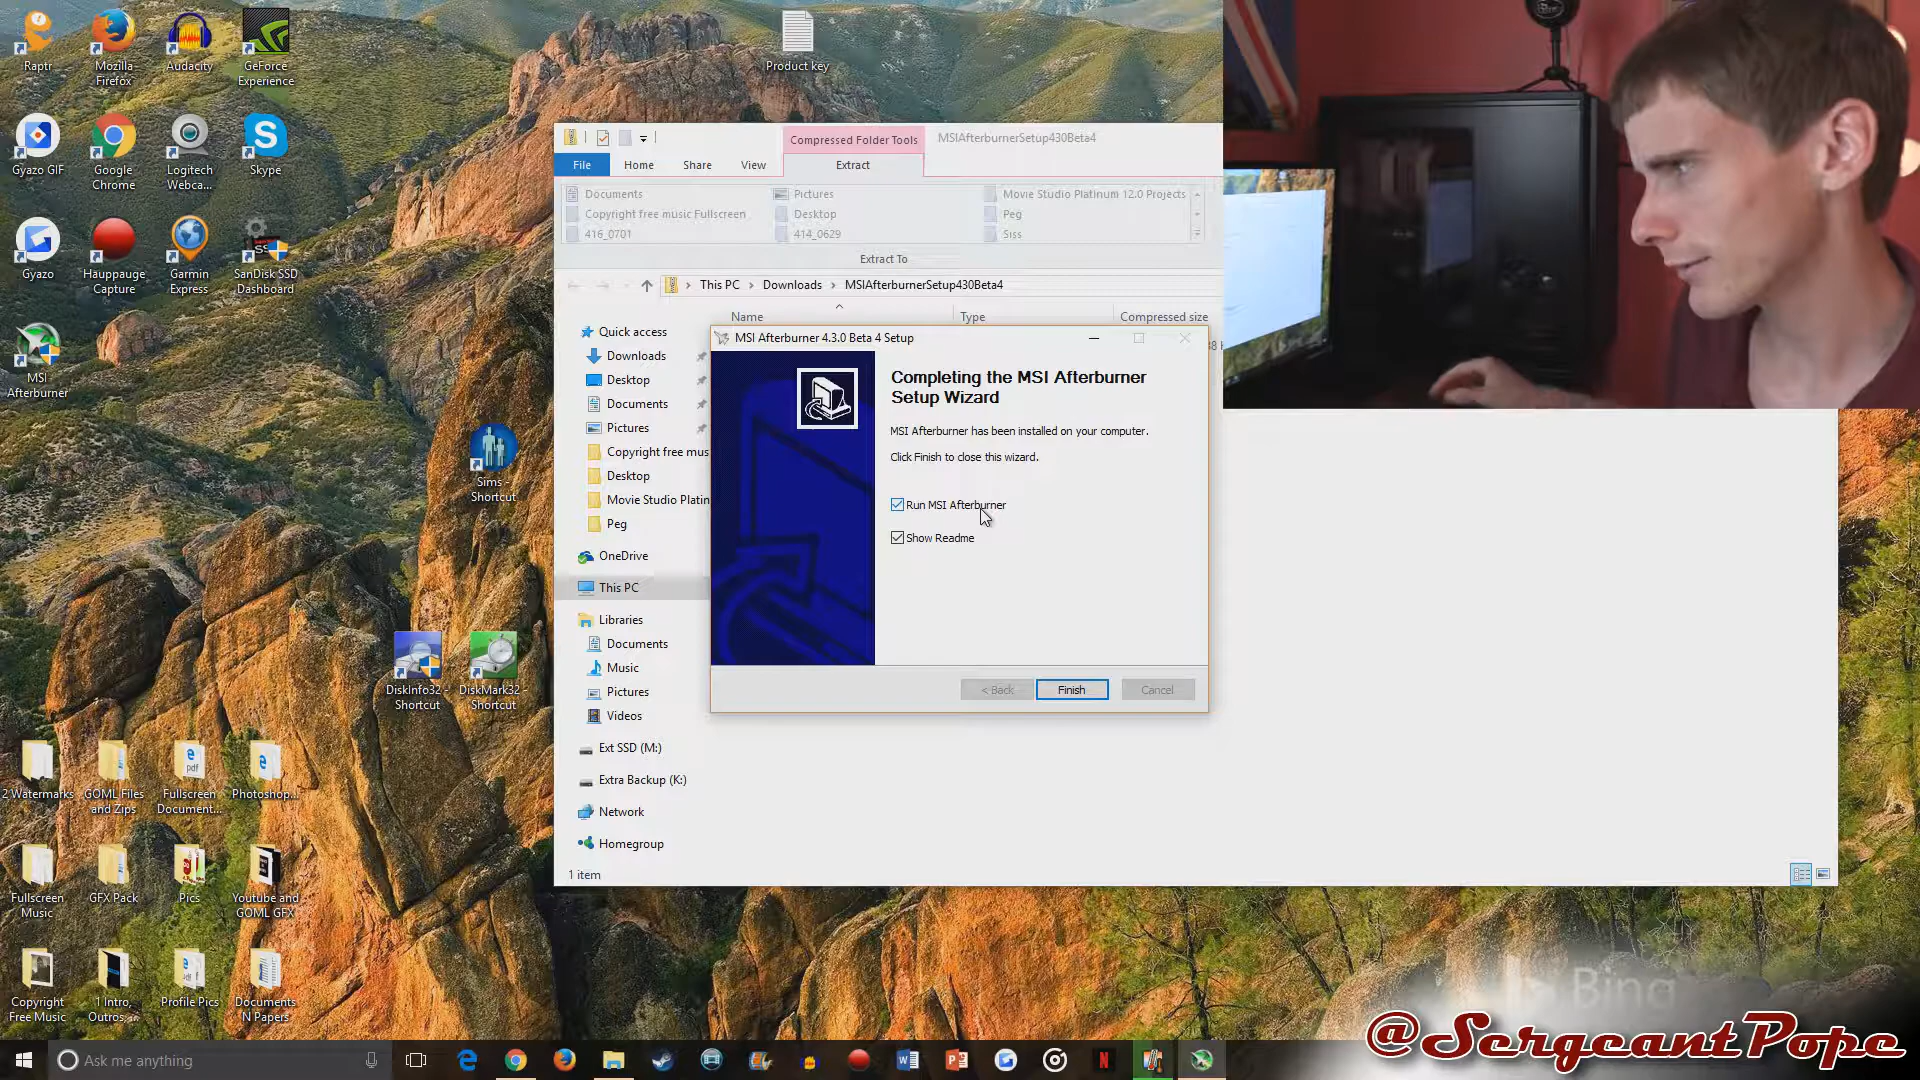 Raptr
Mozilla Firefox
Audacity
GeForce Experience
Product key
Gyazo GIF
Google Chrome
Logitech Webca...
Skype
Gyazo
Hauppauge Capture
Garmin Express
SanDisk SSD Dashboard
MSI Afterburner
Sims - Shortcut
DiskInfo32 - Shortcut
DiskMark32 - Shortcut
2 Watermarks
GOML Files and Zips
Fullscreen Document...
Photoshop...
Fullscreen Music
GFX Pack
Pics
Youtube and GOML GFX
Copyright Free Music
1 Intro, Outros, ...
Profile Pics
Documents N Papers
Compressed Folder Tools
MSIAfterburnerSetup430Beta4
File
Home
Share
View
Extract
Documents
Pictures
Movie Studio Platinum 12.0 Projects
Copyright free music Fullscreen
Desktop
Peg
416_0701
414_0629
Siss
Extract To
This PC > Downloads > MSIAfterburnerSetup430Beta4
Name
Type
Compressed size
Quick access
Downloads
Desktop
Documents
Pictures
Copyright free mus
Desktop
Movie Studio Platin
Peg
OneDrive
This PC
Libraries
Documents
Music
Pictures
Videos
Ext SSD (M:)
Extra Backup (K:)
Network
Homegroup
1 item
MSI Afterburner 4.3.0 Beta 4 Setup
Completing the MSI Afterburner
Setup Wizard
MSI Afterburner has been installed on your computer.
Click Finish to close this wizard.
Run MSI Afterburner
Show Readme
< Back
Finish
Cancel
Bing
@SergeantPope
Ask me anything